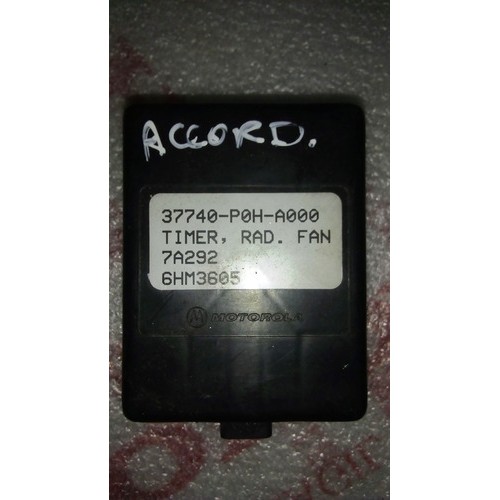 ACCORD.
37740-P0H-A000
TIMER, RAD. FAN
7A292
6HM3605
MOTOROLA